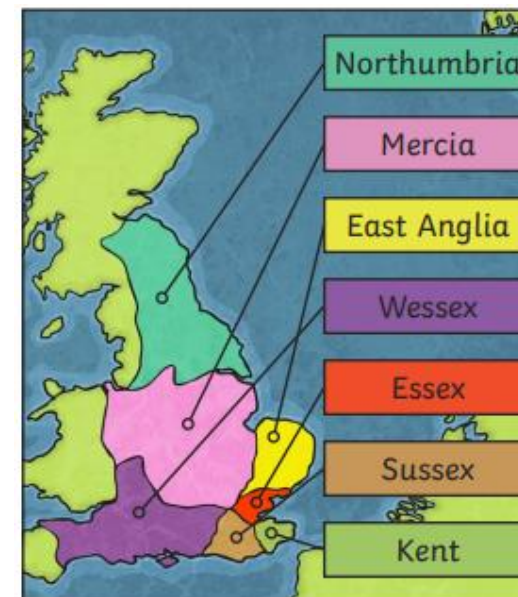 Northumbria
Mercia
East Anglia
Wessex
Essex
Sussex
Kent